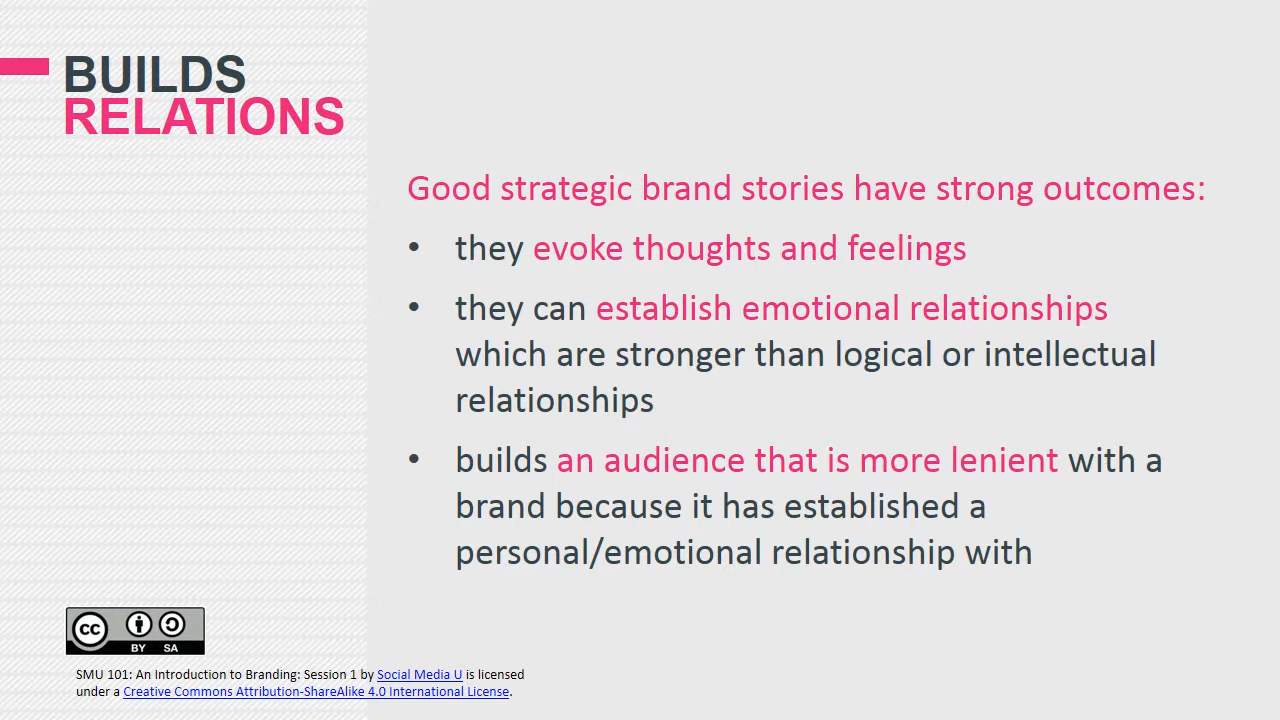 BUILDS
RELATIONS
Good strategic brand stories have strong outcomes:
• they evoke thoughts and feelings
• they can establish emotional relationships
which are stronger than logical or intellectual
relationships
• builds an audience that is more lenient with a
brand because it has established a
personal/emotional relationship with
cc
BY SA
SMU 101: An Introduction to Branding: Session 1 by Social Media U is licensed
under a Creative Commons Attribution-ShareAlike 4.0 International License.